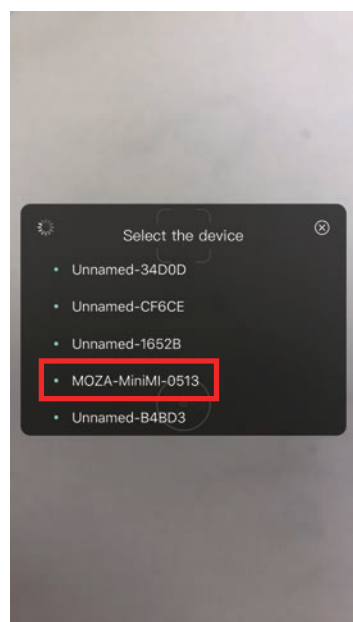 Select the device
Unnamed-34D0D
Unnamed-CF6CE
Unnamed-1652B
MOZA-MiniMI-0513
Unnamed-B4BD3